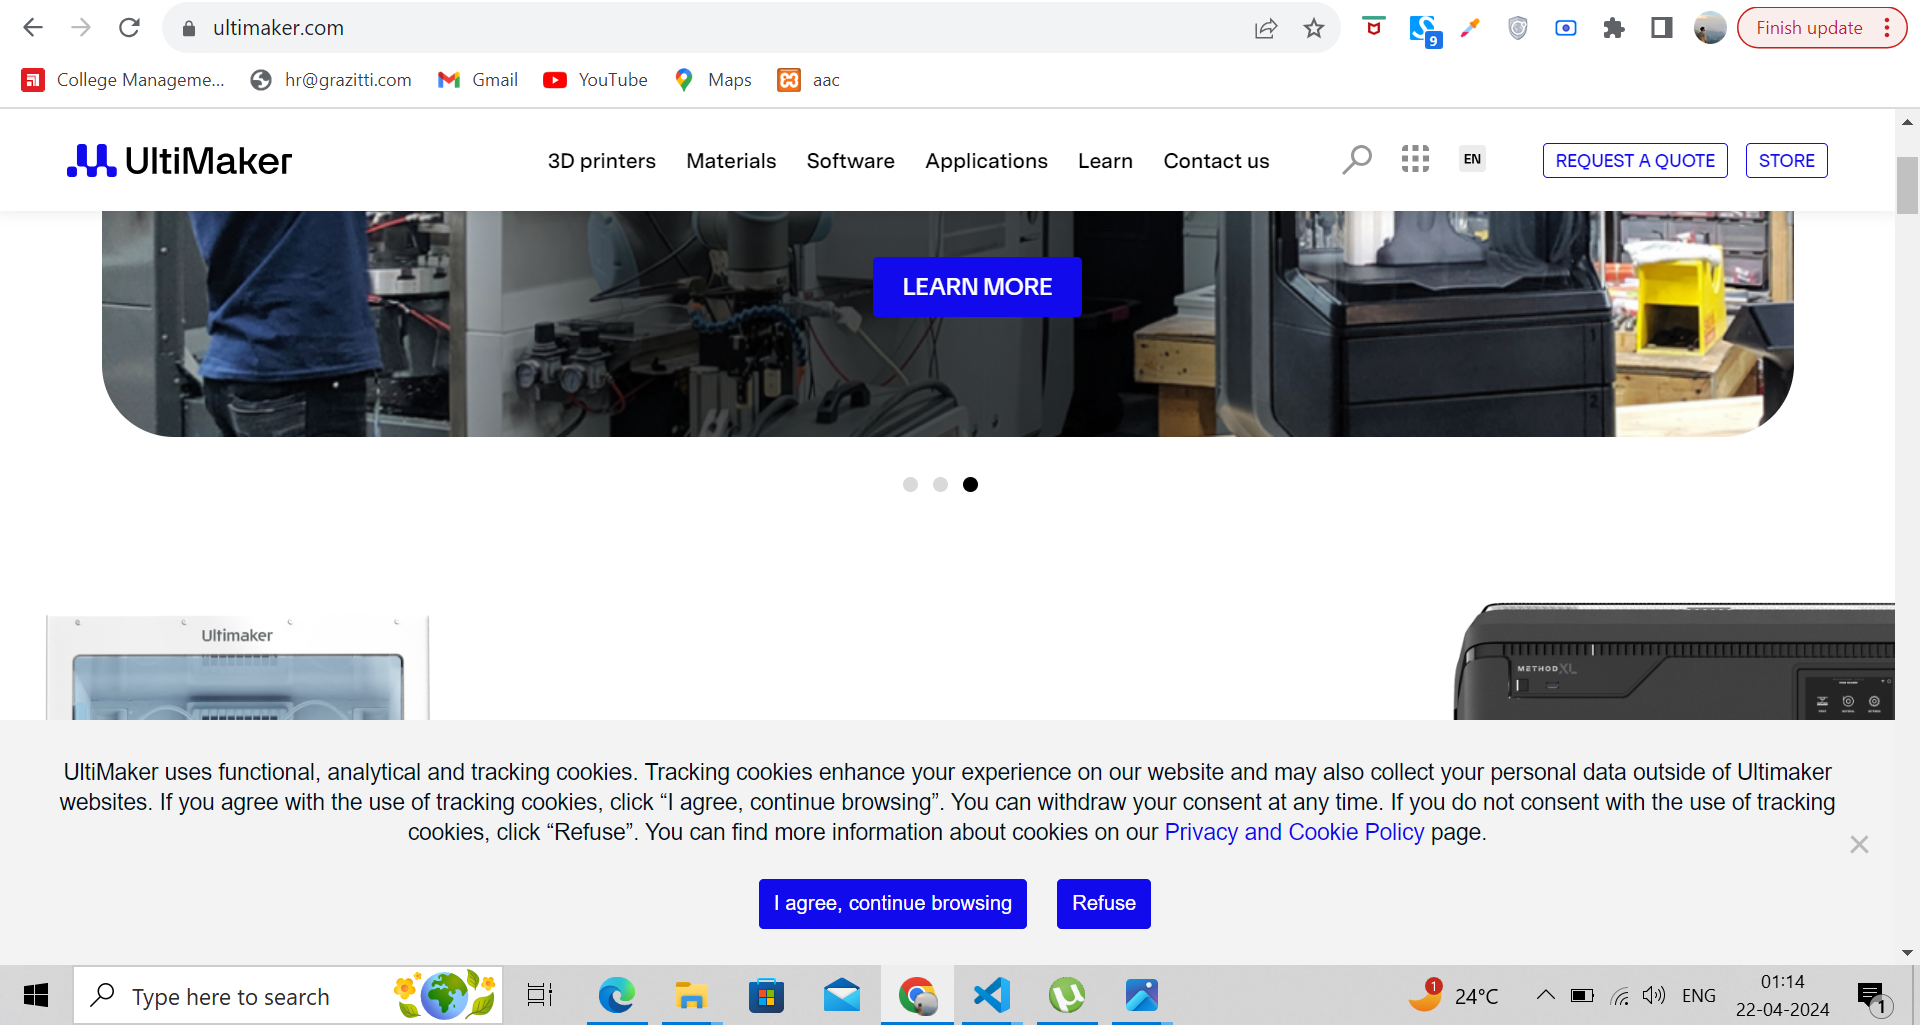 ultimaker.com
Finish update
9
College Manageme...
hr@grazitti.com
Gmail
YouTube
Maps
aac
UltiMaker
3D printers
Materials
Software
Applications
Learn
Contact us
EN
REQUEST A QUOTE
STORE
LEARN MORE
Ultimaker
METHOD XL
UltiMaker uses functional, analytical and tracking cookies. Tracking cookies enhance your experience on our website and may also collect your personal data outside of Ultimaker
websites. If you agree with the use of tracking cookies, click “I agree, continue browsing”. You can withdraw your consent at any time. If you do not consent with the use of tracking
cookies, click “Refuse”. You can find more information about cookies on our Privacy and Cookie Policy page.
I agree, continue browsing
Refuse
Type here to search
1
24°C
ENG
01:14
22-04-2024
1